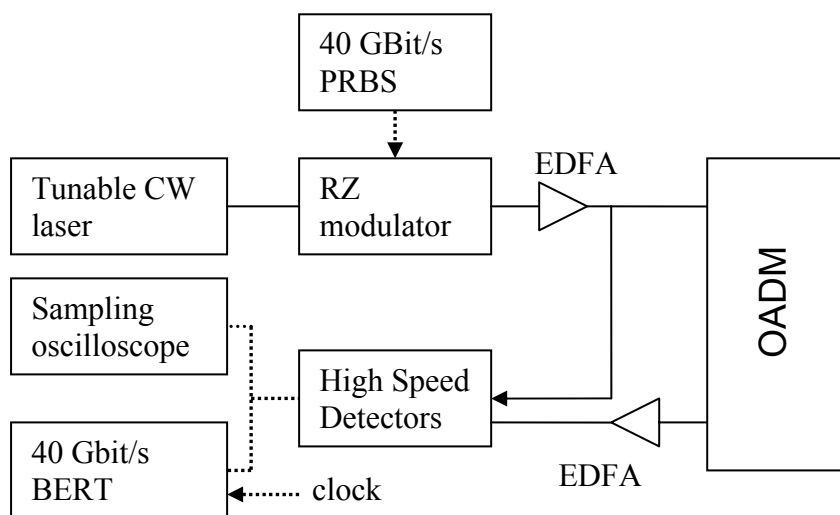 40 GBit/s
PRBS
EDFA
Tunable CW
laser
RZ
modulator
OADM
Sampling
oscilloscope
High Speed
Detectors
40 Gbit/s
BERT
clock
EDFA